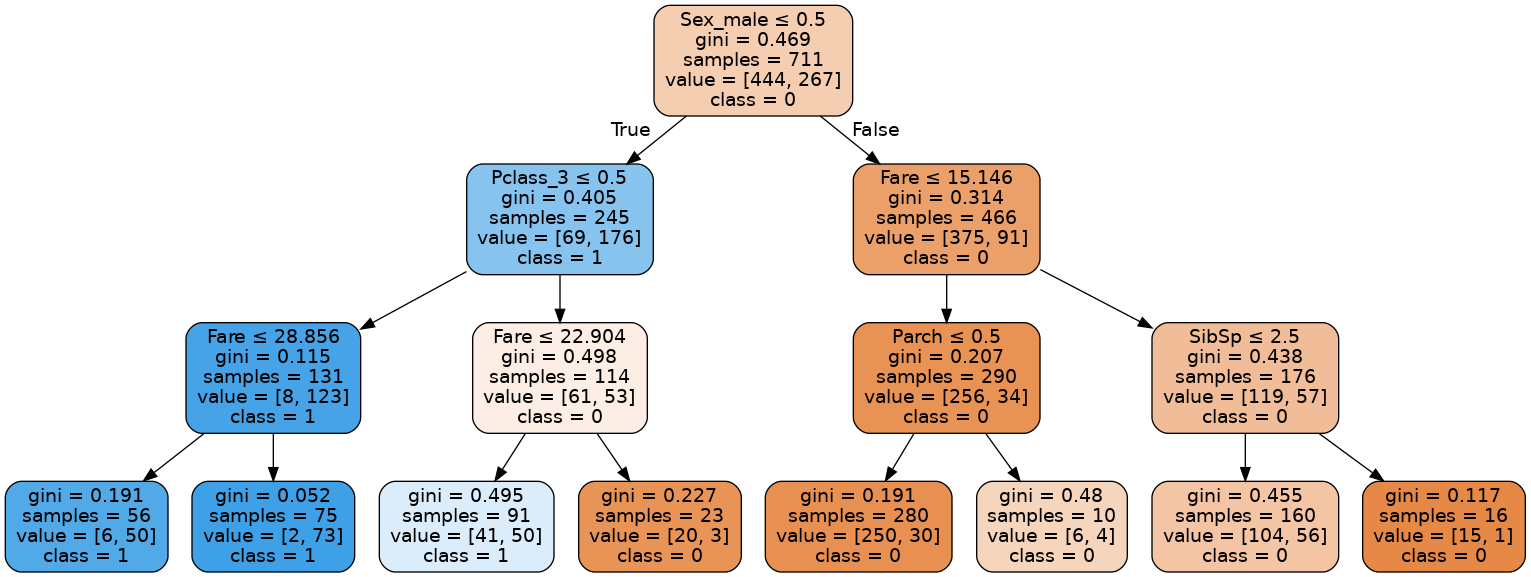 Sex_male ≤ 0.5
gini = 0.469
samples = 711
value = [444, 267]
class = 0
True
False
Pclass_3 ≤ 0.5
gini = 0.405
samples = 245
value = [69, 176]
class = 1
Fare ≤ 15.146
gini = 0.314
samples = 466
value = [375, 91]
class = 0
Fare ≤ 28.856
gini = 0.115
samples = 131
value = [8, 123]
class = 1
Fare ≤ 22.904
gini = 0.498
samples = 114
value = [61, 53]
class = 0
Parch ≤ 0.5
gini = 0.207
samples = 290
value = [256, 34]
class = 0
SibSp ≤ 2.5
gini = 0.438
samples = 176
value = [119, 57]
class = 0
gini = 0.191
samples = 56
value = [6, 50]
class = 1
gini = 0.052
samples = 75
value = [2, 73]
class = 1
gini = 0.495
samples = 91
value = [41, 50]
class = 1
gini = 0.227
samples = 23
value = [20, 3]
class = 0
gini = 0.191
samples = 280
value = [250, 30]
class = 0
gini = 0.48
samples = 10
value = [6, 4]
class = 0
gini = 0.455
samples = 160
value = [104, 56]
class = 0
gini = 0.117
samples = 16
value = [15, 1]
class = 0